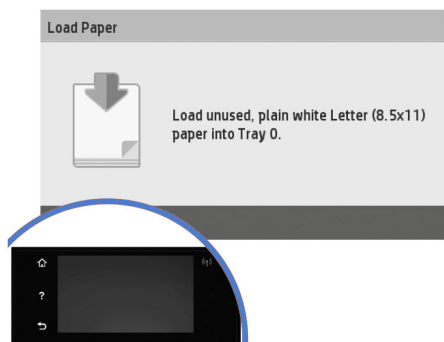 Load Paper
Load unused, plain white Letter (8.5x11)
paper into Tray 0.
?